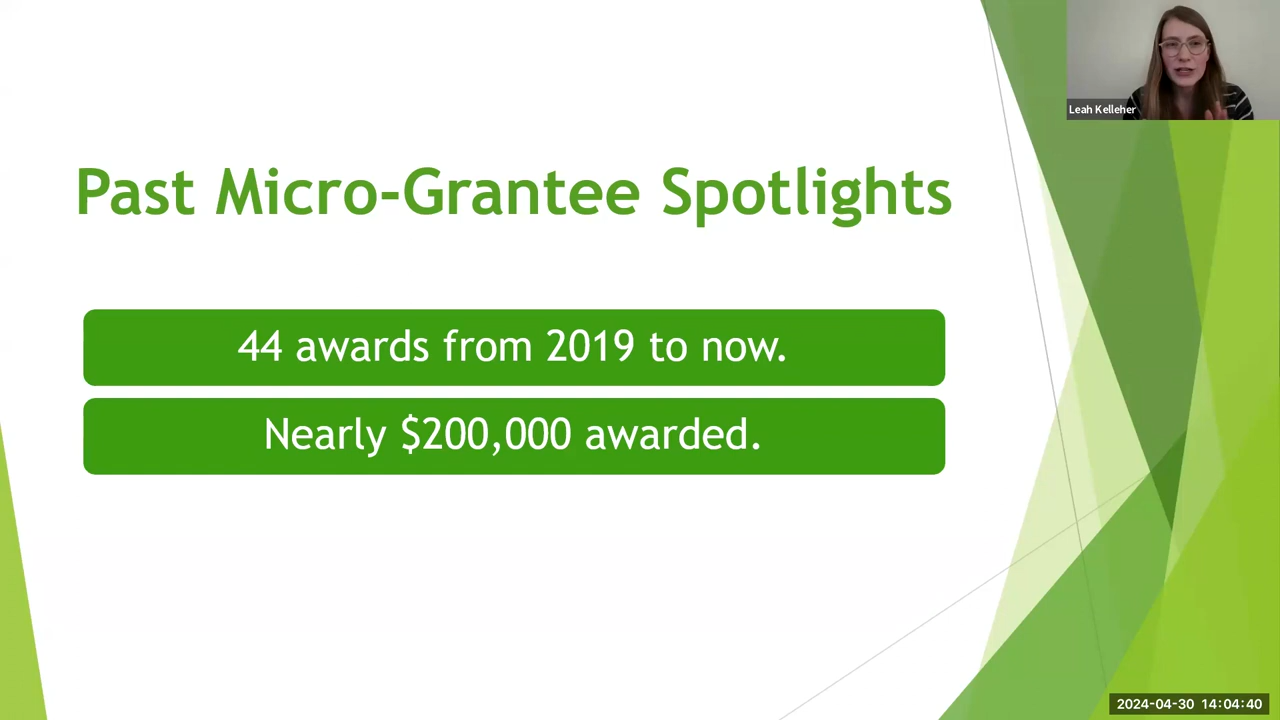 Leah Kelleher
Past Micro-Grantee Spotlights
44 awards from 2019 to now.
Nearly $200,000 awarded.
2024-04-30 14:04:40